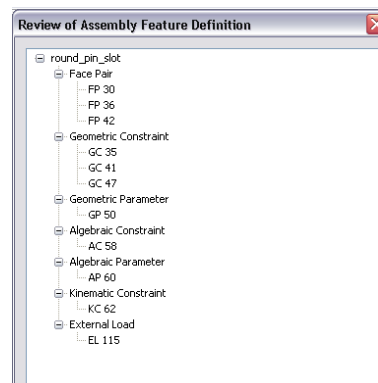 Review of Assembly Feature Definition
round_pin_slot
Face Pair
FP 30
FP 36
FP 42
Geometric Constraint
GC 35
GC 41
GC 47
Geometric Parameter
GP 50
Algebraic Constraint
AC 58
Algebraic Parameter
AP 60
Kinematic Constraint
KC 62
External Load
EL 115